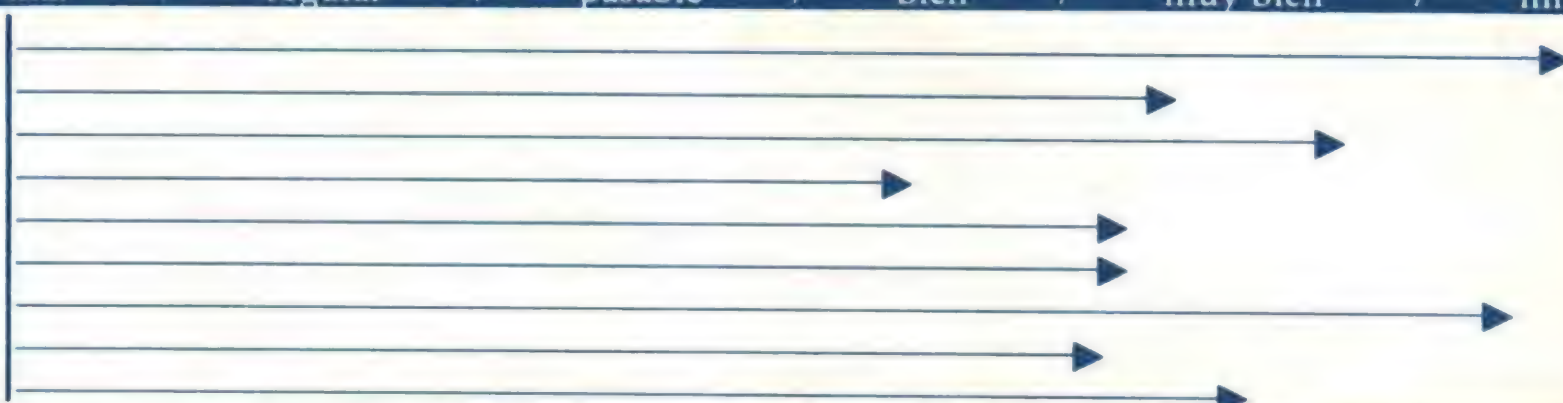 regular / pasable / bien / muy bien /